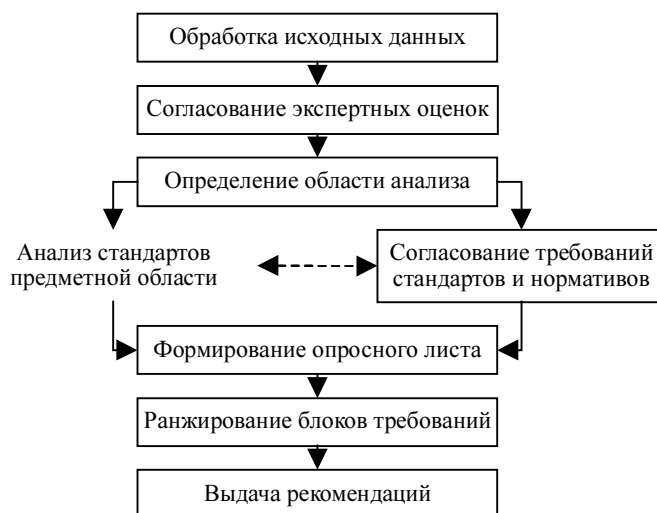 Обработка исходных данных
Согласование экспертных оценок
Определение области анализа
Анализ стандартов
предметной области
Согласование требований
стандартов и нормативов
Формирование опросного листа
Ранжирование блоков требований
Выдача рекомендаций